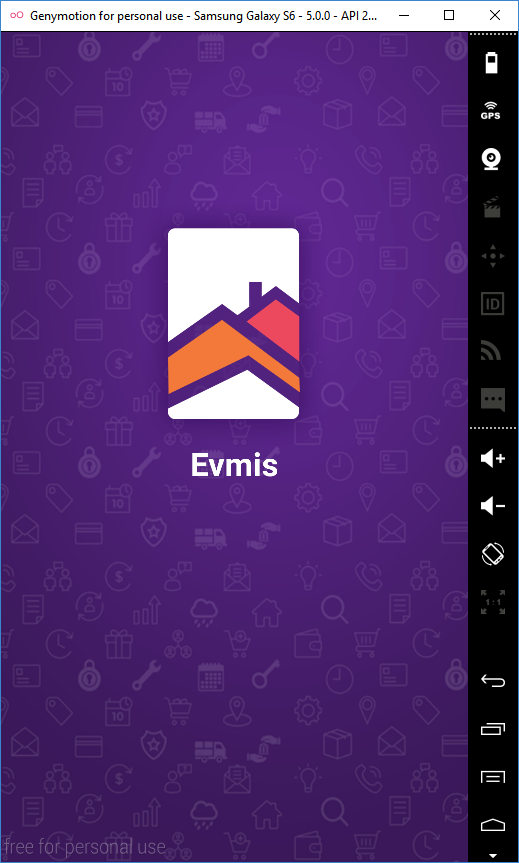 Genymotion for personal use - Samsung Galaxy S6 - 5.0.0 - API 2...
GPS
ID
1:1
Evmis
free for personal use